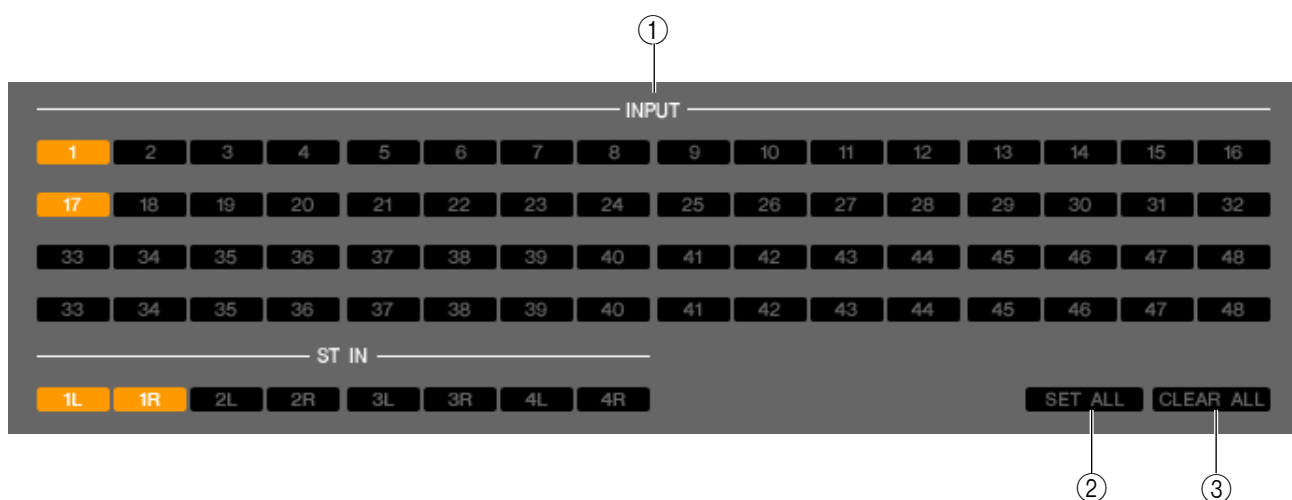 ①
INPUT
1 2 3 4 5 6 7 8 9 10 11 12 13 14 15 16
17 18 19 20 21 22 23 24 25 26 27 28 29 30 31 32
33 34 35 36 37 38 39 40 41 42 43 44 45 46 47 48
33 34 35 36 37 38 39 40 41 42 43 44 45 46 47 48
ST IN
1L 1R 2L 2R 3L 3R 4L 4R SET ALL CLEAR ALL
② ③